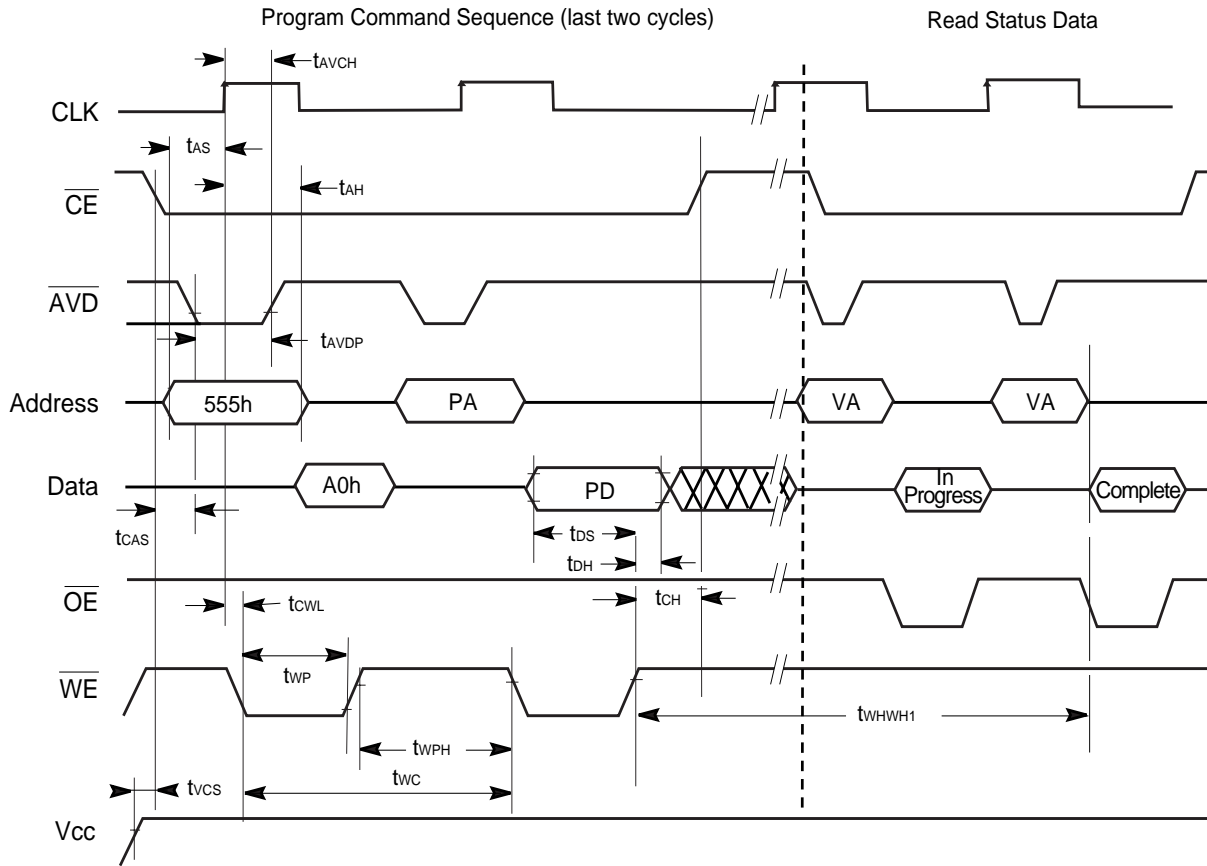 Program Command Sequence (last two cycles)
Read Status Data
tAVCH
CLK
tAS
tAH
CE
AVD
tAVDP
Address
555h
PA
VA
VA
Data
A0h
PD
In
Progress
Complete
tCAS
tDS
tDH
OE
tCWL
tCH
WE
tWP
tWHWH1
tWPH
tVCS
tWC
Vcc